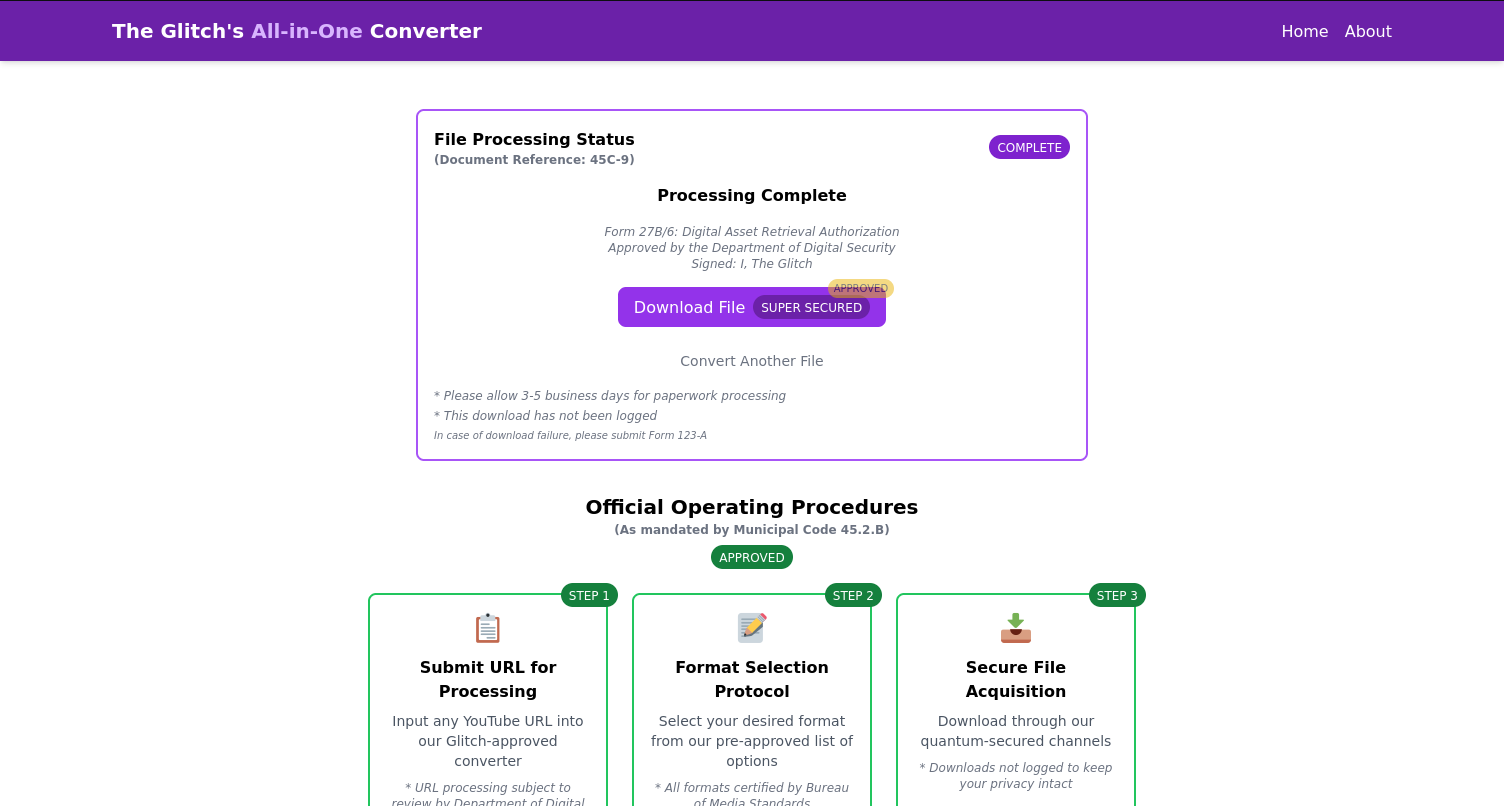 The Glitch's All-in-One Converter
Home About
File Processing Status
(Document Reference: 45C-9)
COMPLETE
Processing Complete
Form 27B/6: Digital Asset Retrieval Authorization
Approved by the Department of Digital Security
Signed: I, The Glitch
APPROVED
Download File SUPER SECURED
Convert Another File
* Please allow 3-5 business days for paperwork processing
* This download has not been logged
In case of download failure, please submit Form 123-A
Official Operating Procedures
(As mandated by Municipal Code 45.2.B)
APPROVED
STEP 1
Submit URL for
Processing
Input any YouTube URL into
our Glitch-approved
converter
* URL processing subject to
review by Department of Digital
STEP 2
Format Selection
Protocol
Select your desired format
from our pre-approved list of
options
* All formats certified by Bureau
of Media Standards
STEP 3
Secure File
Acquisition
Download through our
quantum-secured channels
* Downloads not logged to keep
your privacy intact